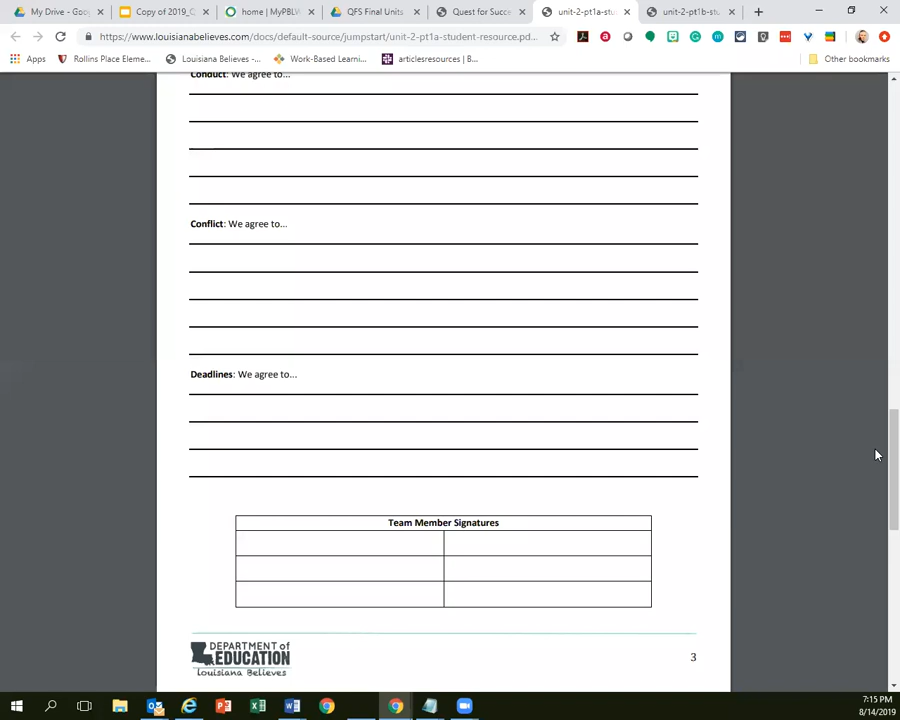 My Drive - Goo
Copy of 2019_Q
home | MyPBLW
QFS Final Units
Quest for Succe
unit-2-pt1a-stu
unit-2-pt1b-stu
https://www.louisianabelieves.com/docs/default-source/jumpstart/unit-2-pt1a-student-resource.pd...
Apps
Rollins Place Eleme...
Louisiana Believes -...
Work-Based Learni...
articlesresources | B...
Other bookmarks
Conduct: We agree to...
Conflict: We agree to...
Deadlines: We agree to...
Team Member Signatures
DEPARTMENT of
EDUCATION
Louisiana Believes
3
7:15 PM
8/14/2019